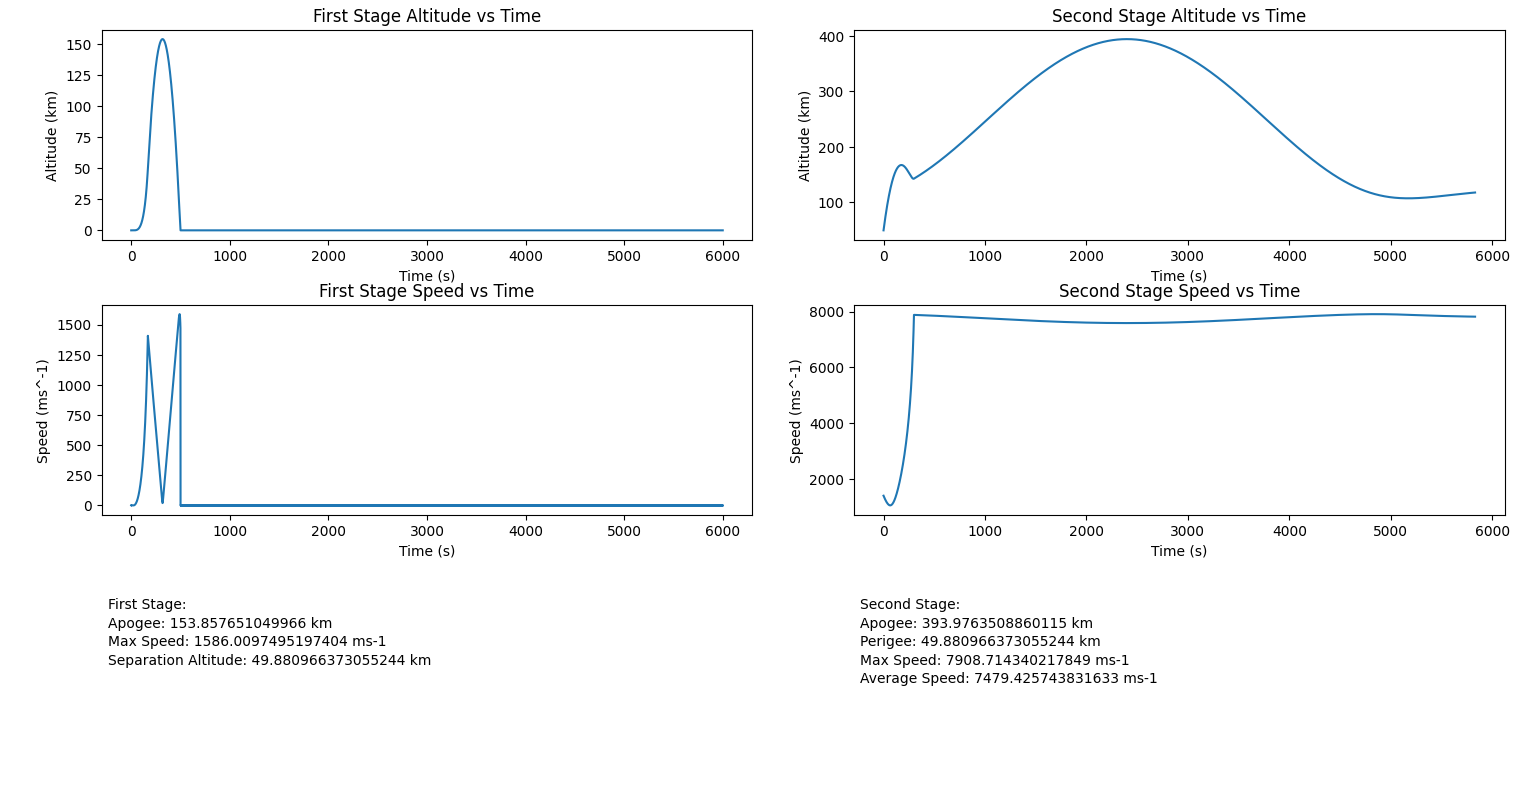 First Stage Altitude vs Time
Altitude (km)
150
125
100
75
50
25
0
0 1000 2000 3000 4000 5000 6000
Time (s)
Second Stage Altitude vs Time
Altitude (km)
400
300
200
100
0 1000 2000 3000 4000 5000 6000
Time (s)
First Stage Speed vs Time
Speed (ms^-1)
1500
1250
1000
750
500
250
0
0 1000 2000 3000 4000 5000 6000
Time (s)
Second Stage Speed vs Time
Speed (ms^-1)
8000
6000
4000
2000
0 1000 2000 3000 4000 5000 6000
Time (s)
First Stage:
Apogee: 153.857651049966 km
Max Speed: 1586.0097495197404 ms-1
Separation Altitude: 49.880966373055244 km
Second Stage:
Apogee: 393.9763508860115 km
Perigee: 49.880966373055244 km
Max Speed: 7908.714340217849 ms-1
Average Speed: 7479.425743831633 ms-1